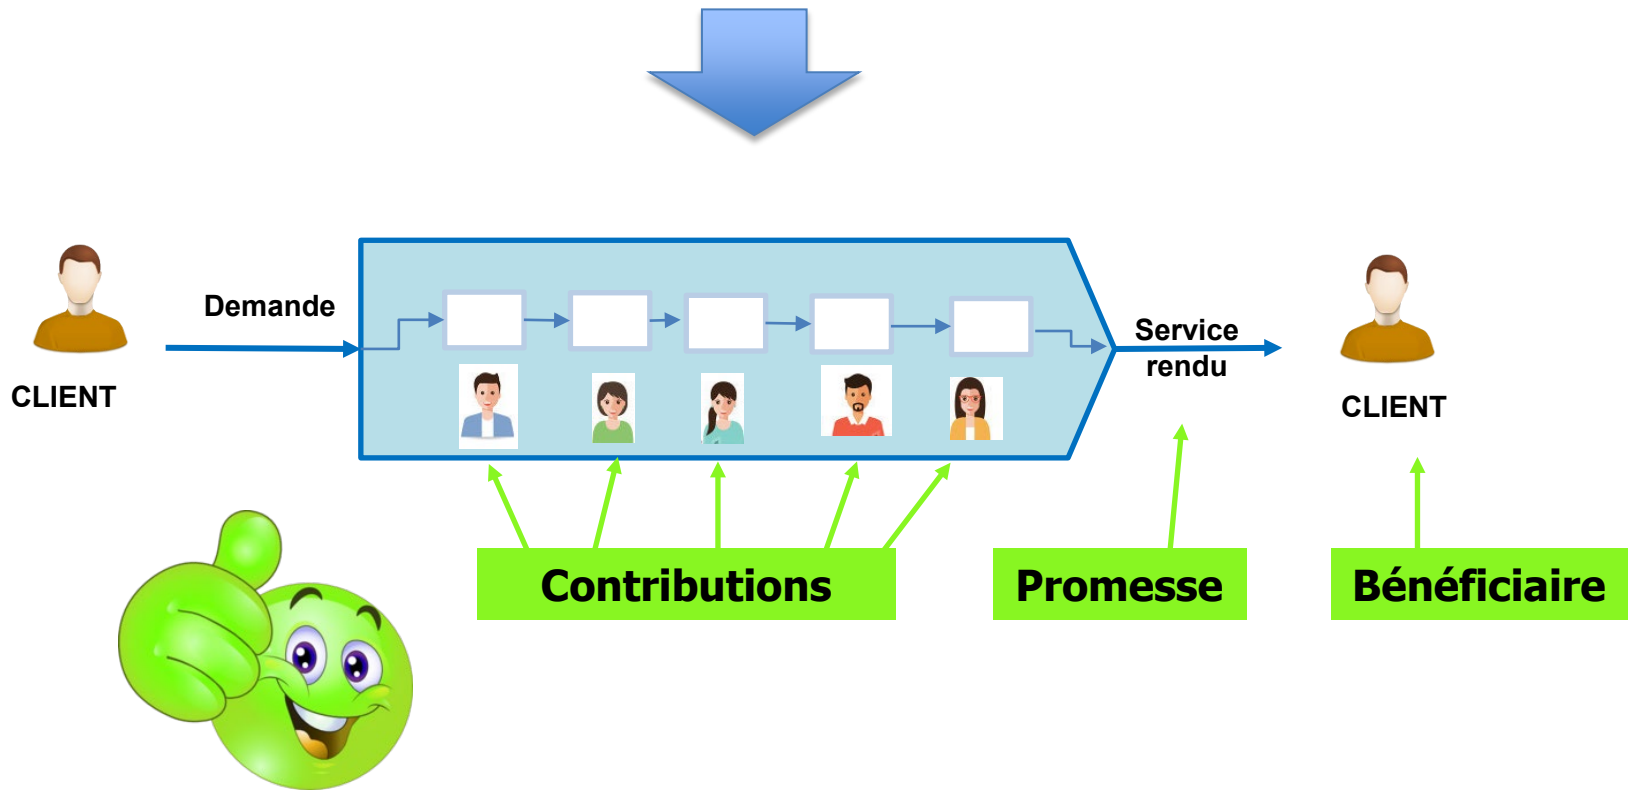 Demande
CLIENT
Service
rendu
CLIENT
Contributions
Promesse
Bénéficiaire